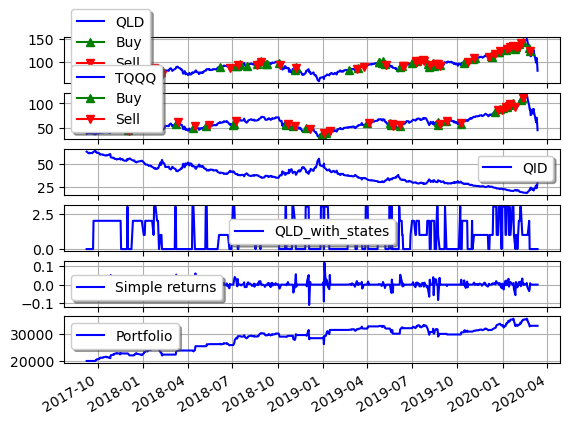 QLD
Buy
Sell
150
100
TQQQ
Buy
Sell
100
50
50
25
QID
2.5
0.0
QLD_with_states
0.1
0.0
−0.1
Simple returns
30000
20000
Portfolio
2017-10 2018-01 2018-04 2018-07 2018-10 2019-01 2019-04 2019-07 2019-10 2020-01 2020-04